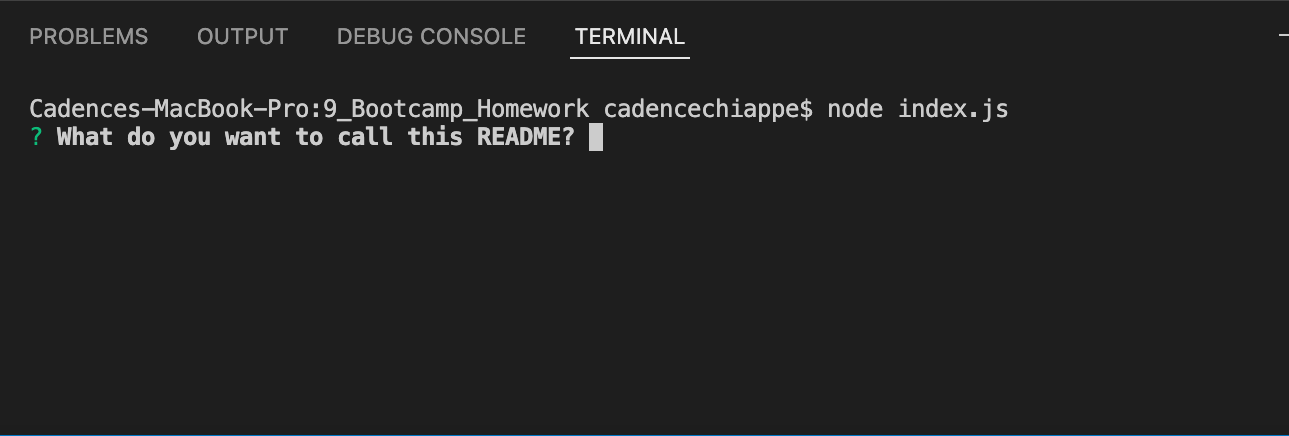 PROBLEMS OUTPUT DEBUG CONSOLE TERMINAL
Cadences-MacBook-Pro:9_Bootcamp_Homework cadencechiappe$ node index.js
? What do you want to call this README?